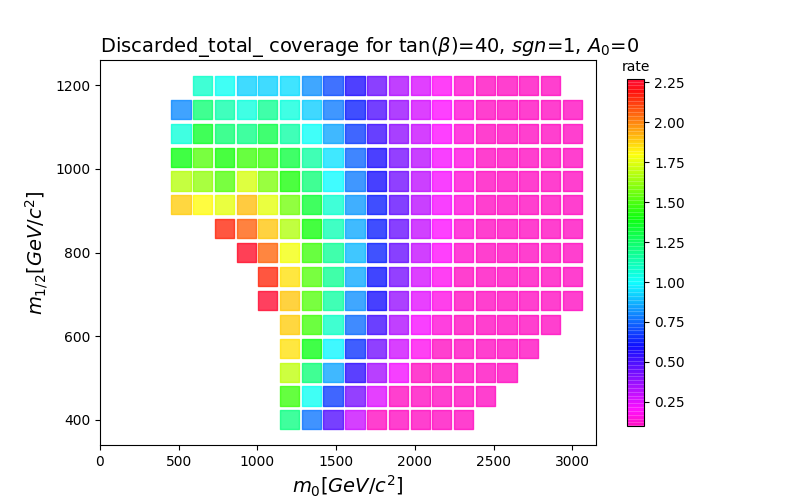 Discarded_total_ coverage for tan(β)=40, sgn=1, A₀=0
rate
2.25
2.00
1.75
1.50
1.25
1.00
0.75
0.50
0.25
m₁/₂[GeV/c²]
1200
1000
800
600
400
0 500 1000 1500 2000 2500 3000
m₀[GeV/c²]